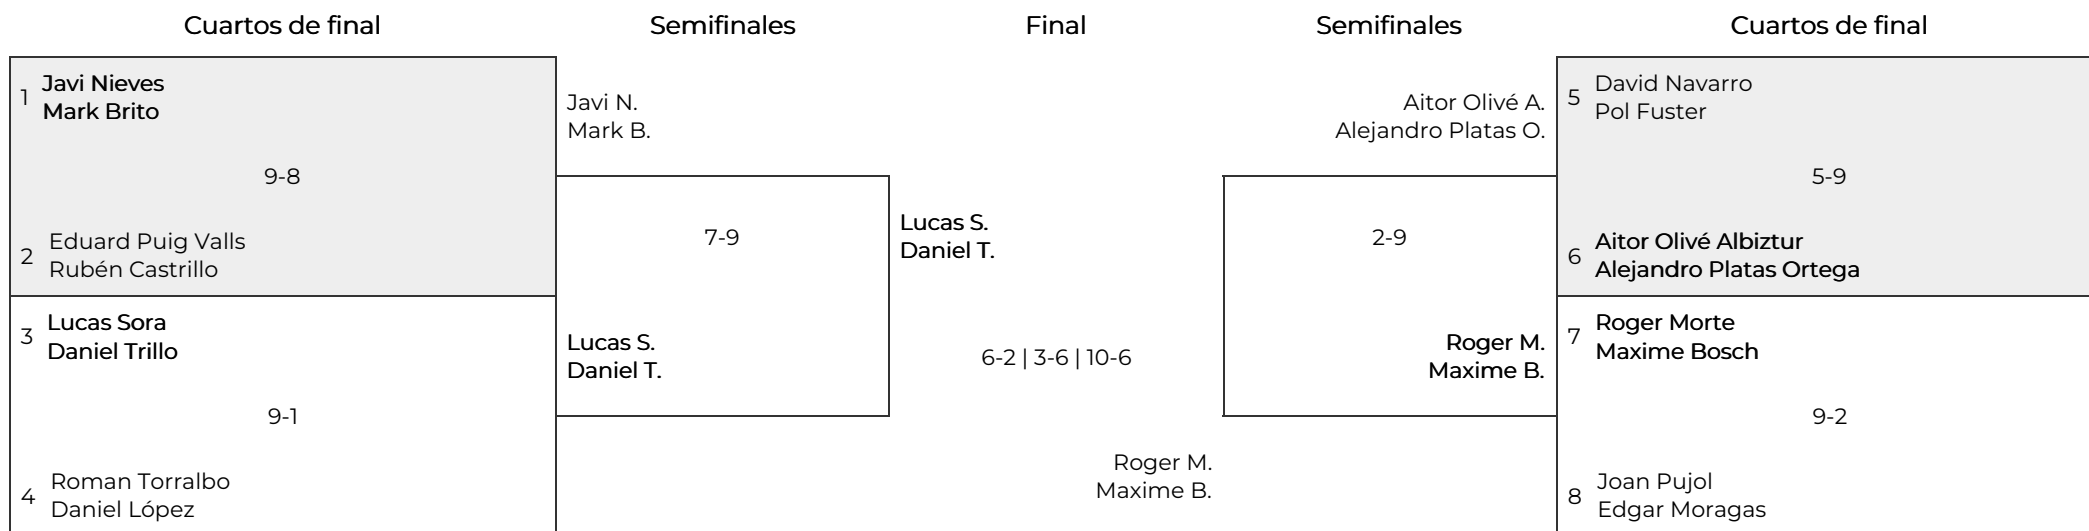 Cuartos de final
Semifinales
Final
Semifinales
Cuartos de final
1
Javi Nieves
Mark Brito
9-8
2
Eduard Puig Valls
Rubén Castrillo
3
Lucas Sora
Daniel Trillo
9-1
4
Roman Torralbo
Daniel López
Javi N.
Mark B.
7-9
Lucas S.
Daniel T.
Lucas S.
Daniel T.
6-2 | 3-6 | 10-6
Roger M.
Maxime B.
Aitor Olivé A.
Alejandro Platas O.
2-9
Roger M.
Maxime B.
5
David Navarro
Pol Fuster
5-9
6
Aitor Olivé Albiztur
Alejandro Platas Ortega
7
Roger Morte
Maxime Bosch
9-2
8
Joan Pujol
Edgar Moragas